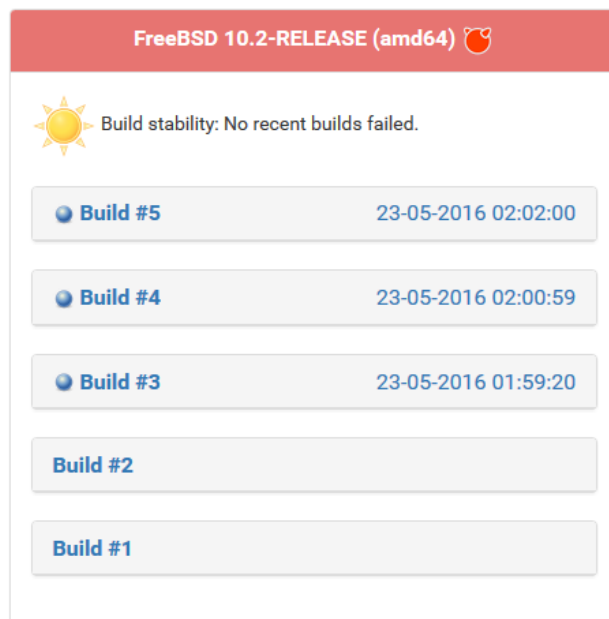 FreeBSD 10.2-RELEASE (amd64)
Build stability: No recent builds failed.
Build #5 23-05-2016 02:02:00
Build #4 23-05-2016 02:00:59
Build #3 23-05-2016 01:59:20
Build #2
Build #1